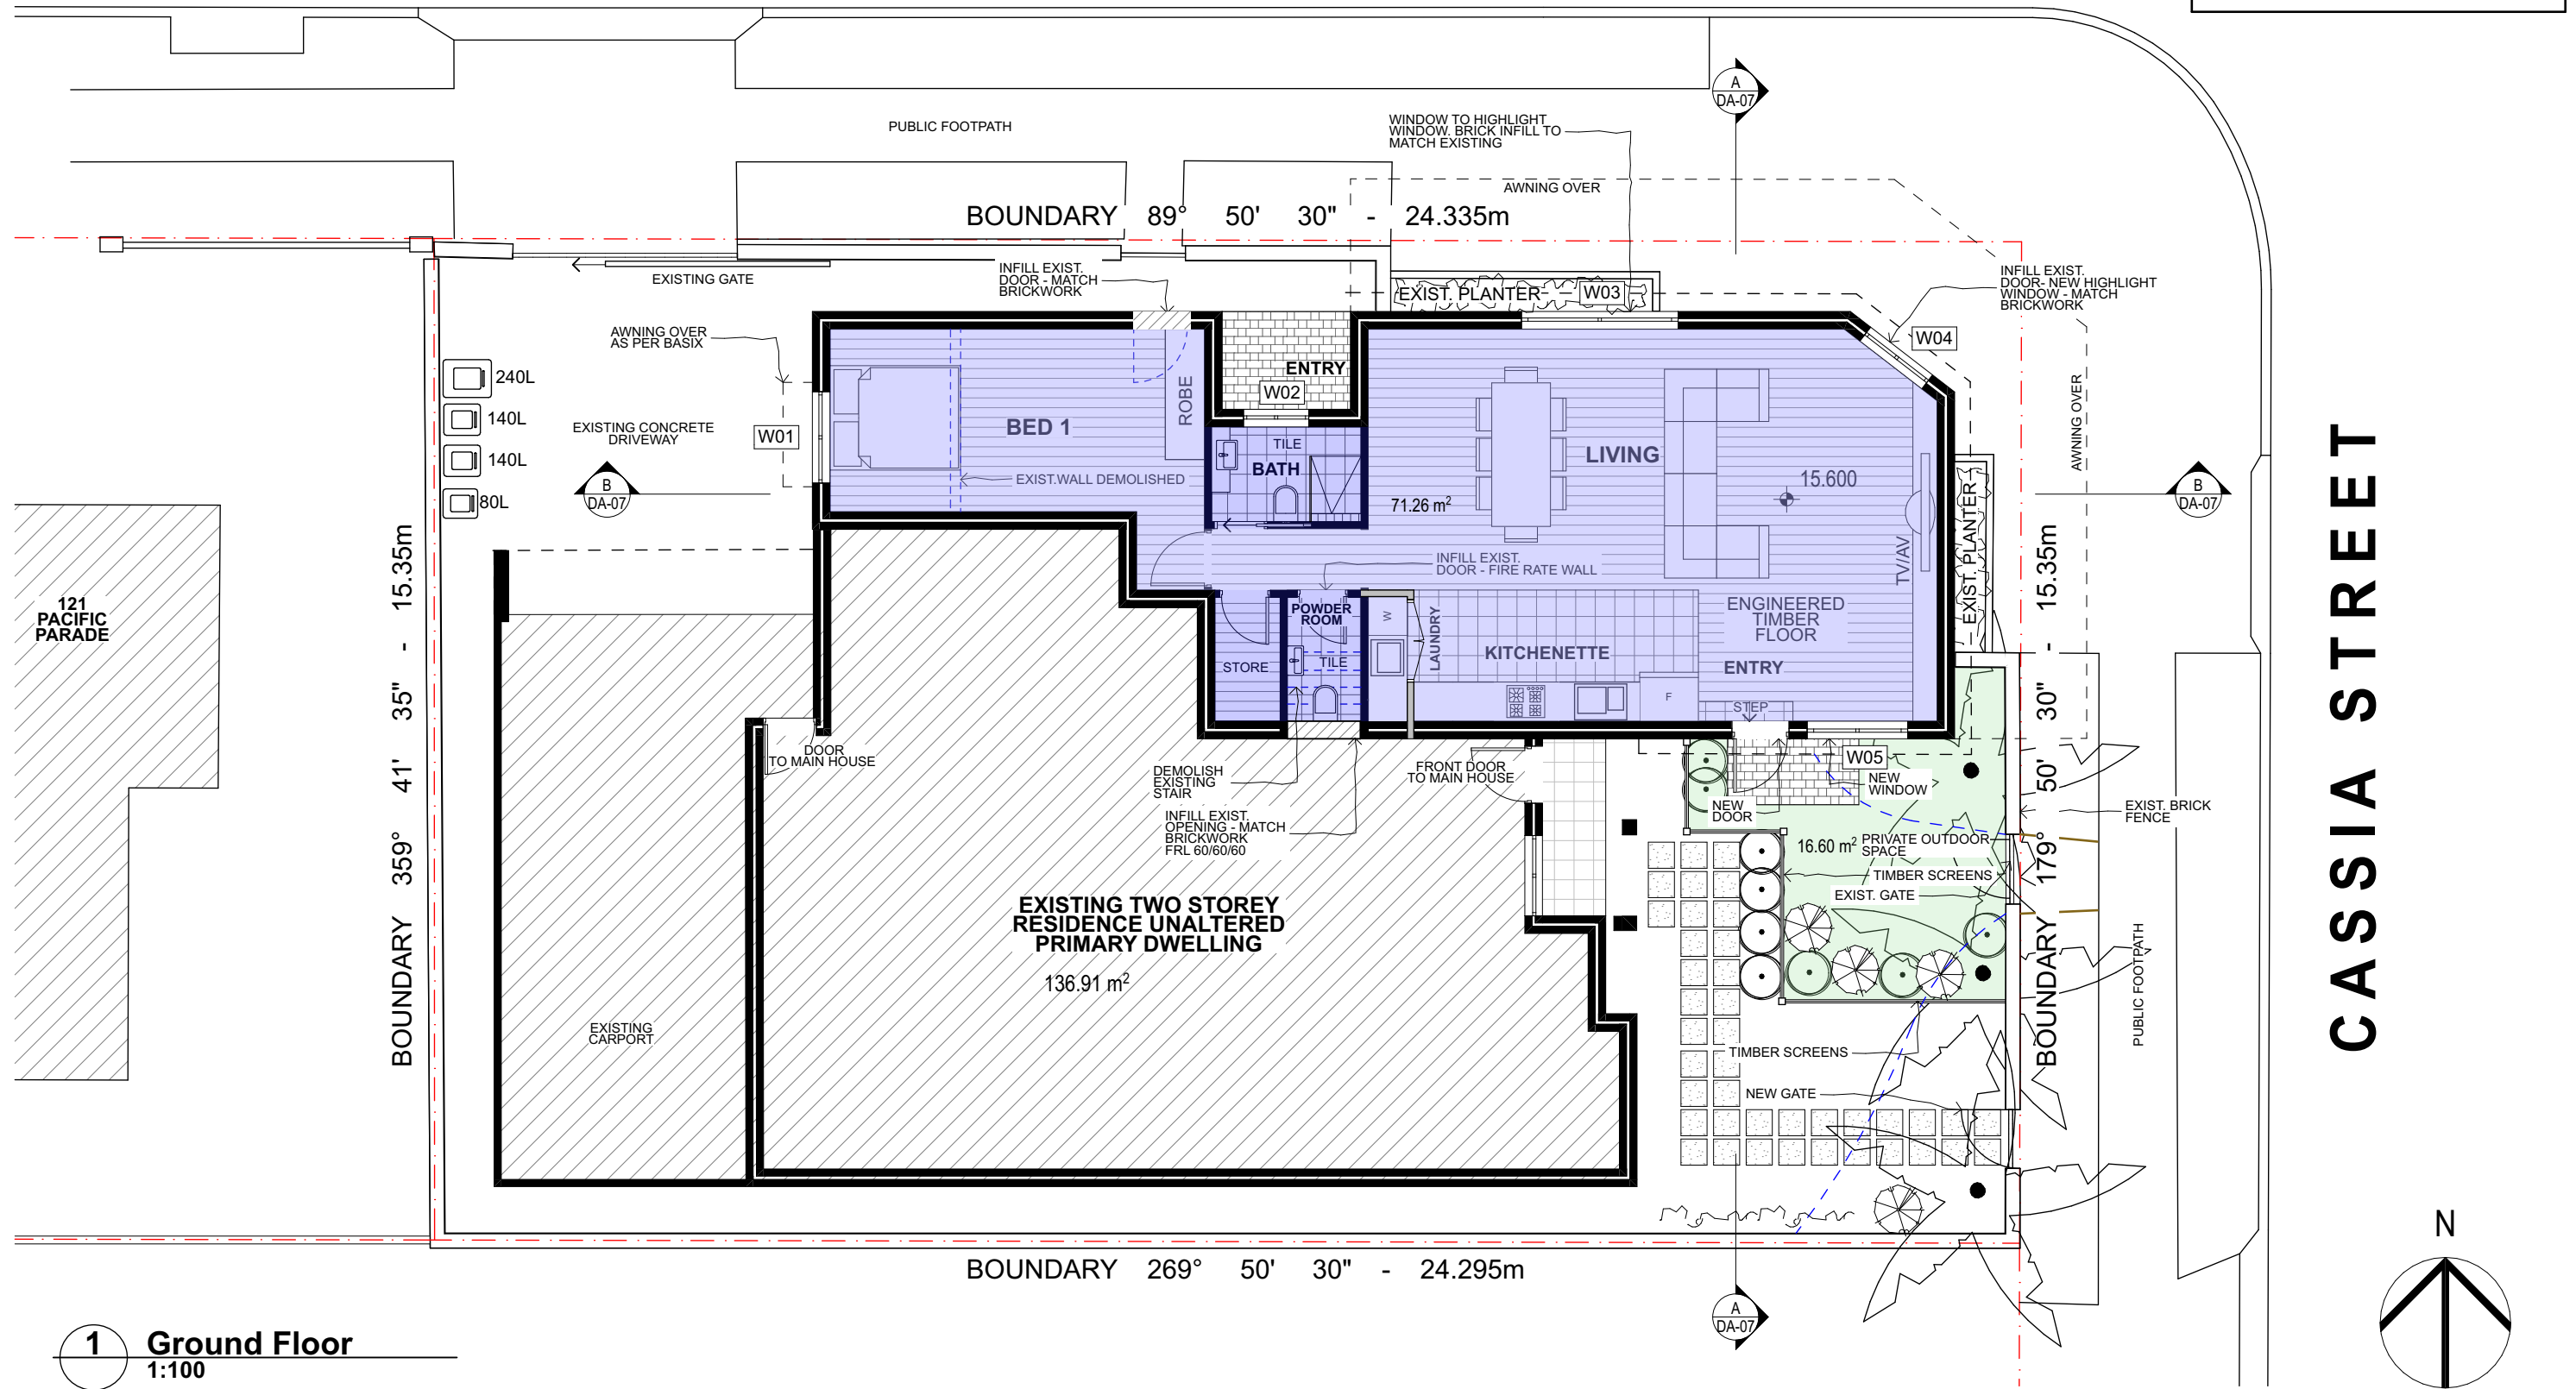 A
DA-07
PUBLIC FOOTPATH
WINDOW TO HIGHLIGHT
WINDOW. BRICK INFILL TO
MATCH EXISTING
AWNING OVER
BOUNDARY 89° 50' 30" - 24.335m
EXISTING GATE
INFILL EXIST.
DOOR - MATCH
BRICKWORK
EXIST. PLANTER
W03
INFILL EXIST.
DOOR- NEW HIGHLIGHT
WINDOW - MATCH
BRICKWORK
W04
AWNING OVER
AS PER BASIX
240L
140L
140L
80L
EXISTING CONCRETE
DRIVEWAY
W01
B
DA-07
BED 1
ROBE
EXIST.WALL DEMOLISHED
ENTRY
W02
TILE
BATH
LIVING
71.26 m²
15.600
TV/AV
EXIST. PLANTER
AWNING OVER
B
DA-07
CASSIA STREET
121
PACIFIC
PARADE
BOUNDARY 359° 41' 35" - 15.35m
INFILL EXIST.
DOOR - FIRE RATE WALL
POWDER
ROOM
TILE
STORE
W
LAUNDRY
KITCHENETTE
ENGINEERED
TIMBER
FLOOR
ENTRY
F
STEP
BOUNDARY 179° 50' 30" - 15.35m
DOOR
TO MAIN HOUSE
DEMOLISH
EXISTING
STAIR
INFILL EXIST.
OPENING - MATCH
BRICKWORK
FRL 60/60/60
FRONT DOOR
TO MAIN HOUSE
W05
NEW
WINDOW
NEW
DOOR
EXIST. BRICK
FENCE
16.60 m² PRIVATE OUTDOOR
SPACE
TIMBER SCREENS
EXIST. GATE
PUBLIC FOOTPATH
EXISTING TWO STOREY
RESIDENCE UNALTERED
PRIMARY DWELLING
136.91 m²
EXISTING
CARPORT
TIMBER SCREENS
NEW GATE
BOUNDARY 269° 50' 30" - 24.295m
A
DA-07
N
1 Ground Floor
1:100